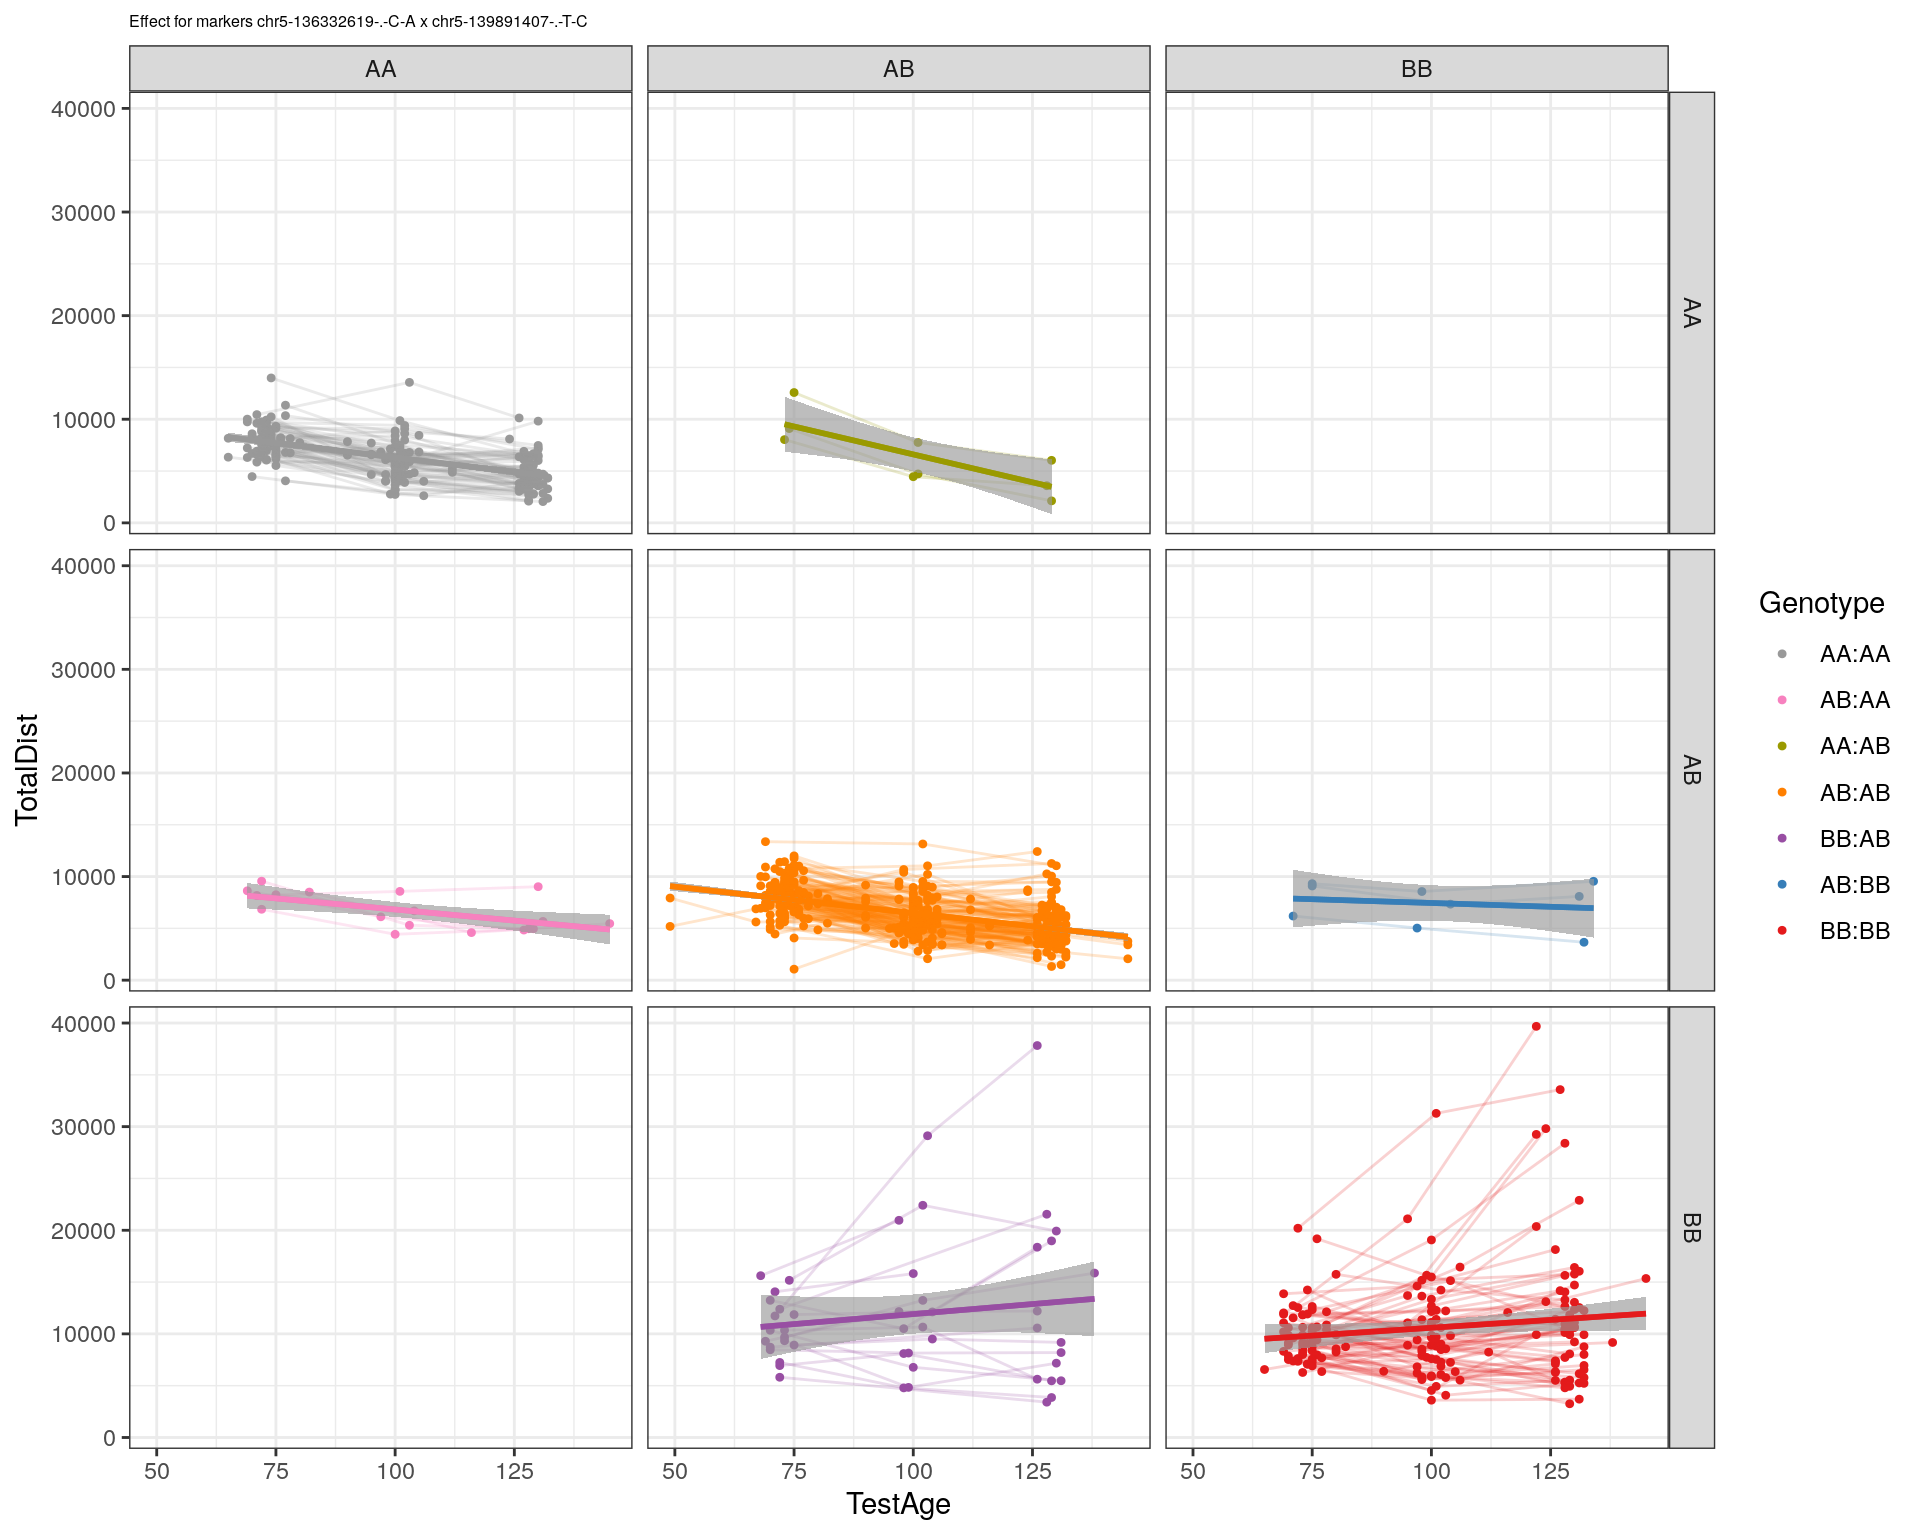 Effect for markers chr5-136332619-.-C-A x chr5-139891407-.-T-C
AA
AB
BB
40000
30000
20000
10000
0
AA
40000
30000
20000
10000
0
AB
40000
30000
20000
10000
0
BB
50
75
100
125
50
75
100
125
50
75
100
125
TestAge
TotalDist
Genotype
AA:AA
AB:AA
AA:AB
AB:AB
BB:AB
AB:BB
BB:BB